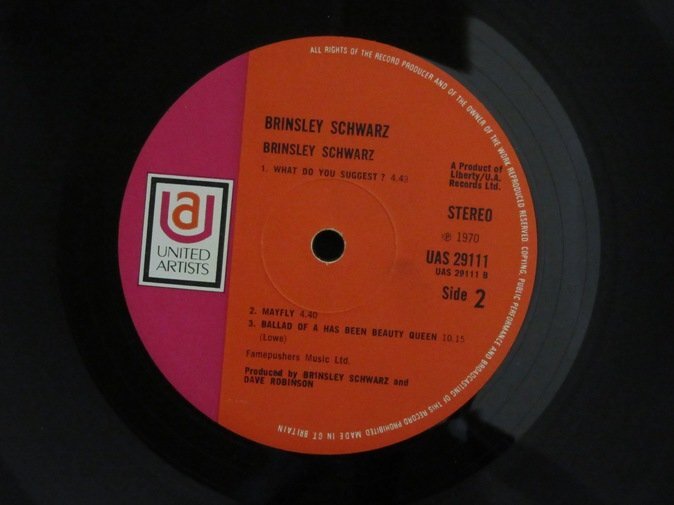 ALL RIGHTS OF THE RECORD PRODUCER AND OF THE OWNER OF THE WORK REPRODUCED RESERVED COPYING, PUBLIC PERFORMANCE AND BROADCASTING OF THIS RECORD PROHIBITED MADE IN GT BRITAIN
BRINSLEY SCHWARZ
BRINSLEY SCHWARZ
1. WHAT DO YOU SUGGEST? 4.43
A Product of
Liberty/U.A.
Records Ltd.
STEREO
℗ 1970
UAS 29111
UAS 29111 B
Side 2
UA
UNITED
ARTISTS
2. MAYFLY 4.40
3. BALLAD OF A HAS BEEN BEAUTY QUEEN 10.15
(Lowe)
Famepushers Music Ltd.
Produced by BRINSLEY SCHWARZ and
DAVE ROBINSON